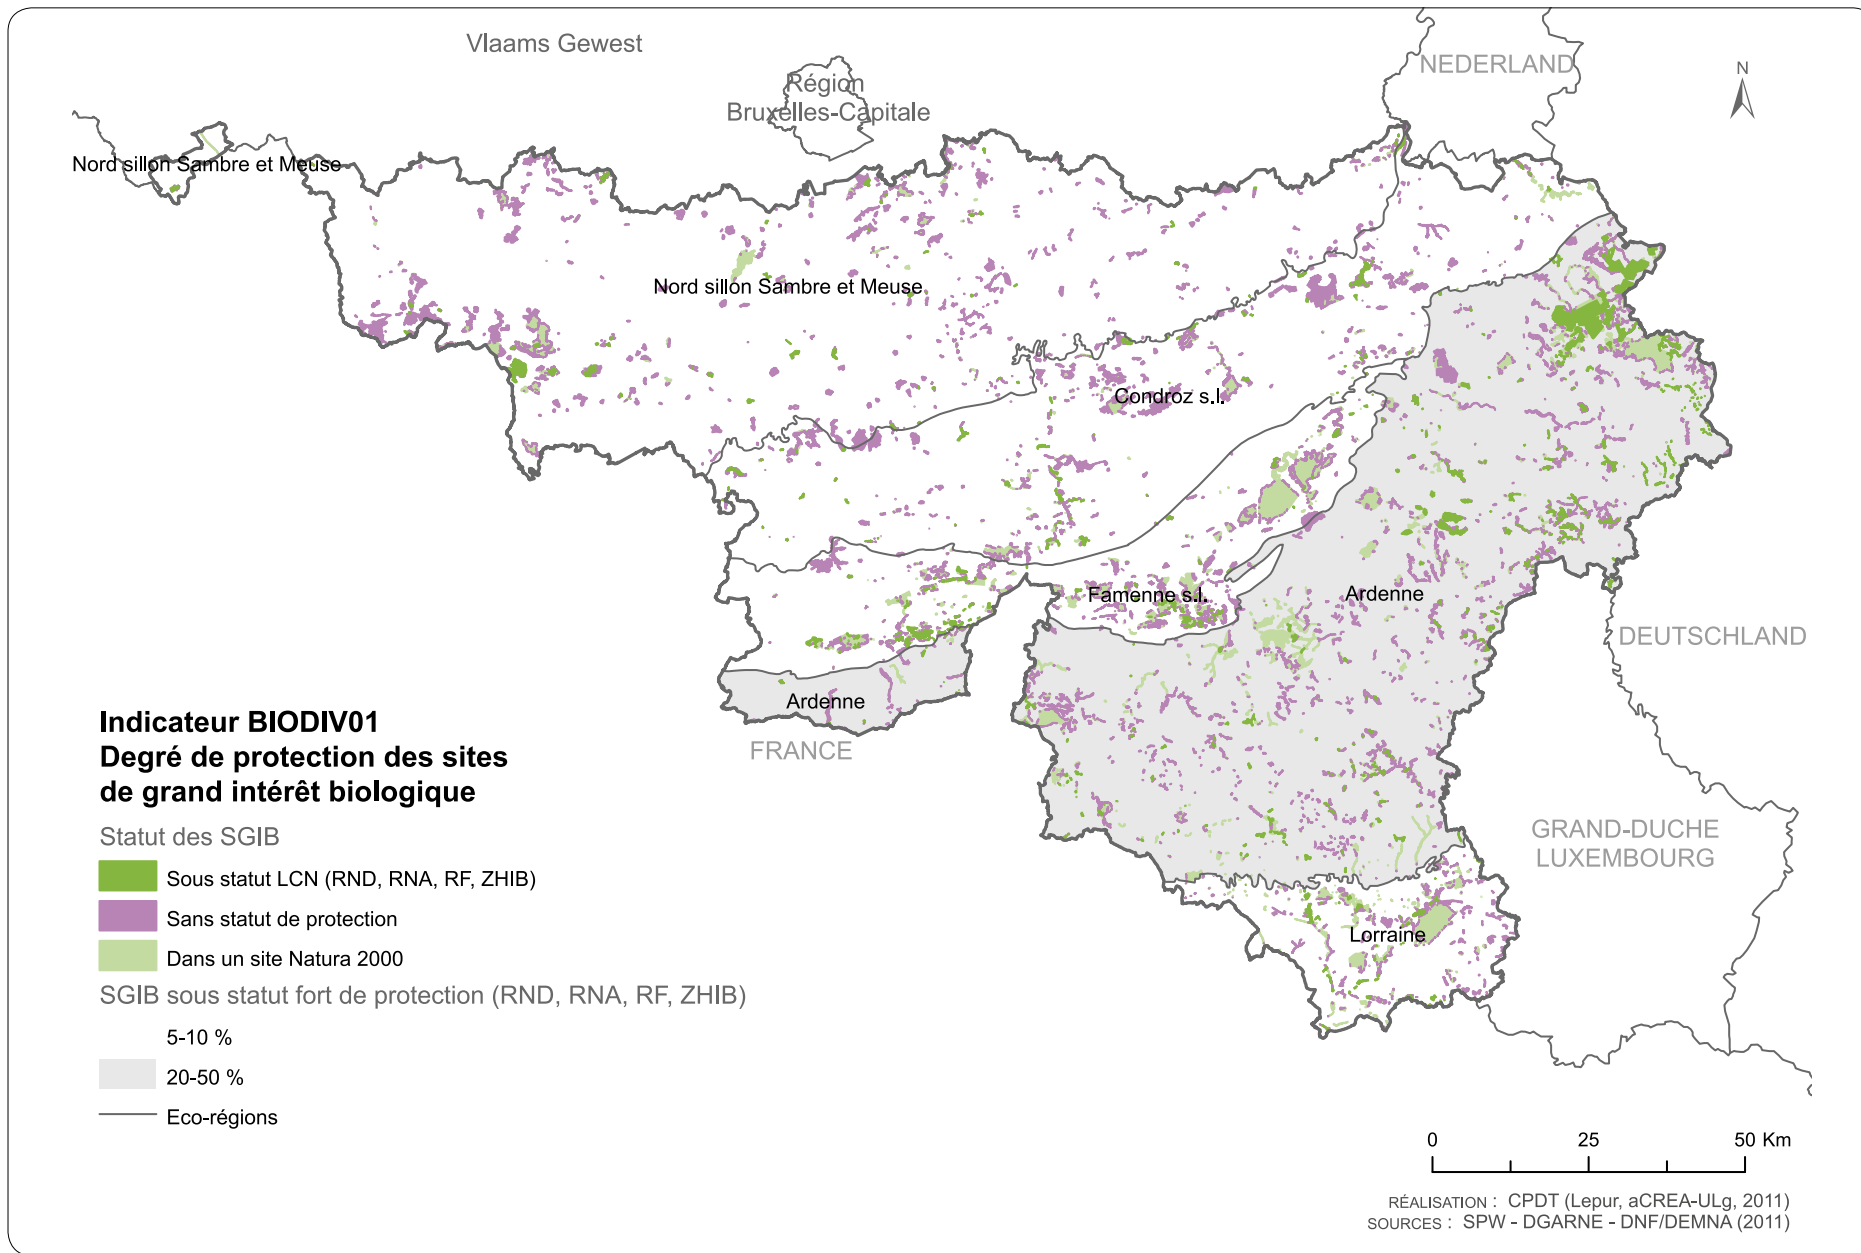 Vlaams Gewest
Région
Bruxelles-Capitale
NEDERLAND
N
Nord sillon Sambre et Meuse
Nord sillon Sambre et Meuse
Condroz s.l.
Famenne s.l.
Ardenne
DEUTSCHLAND
Ardenne
FRANCE
GRAND-DUCHE
LUXEMBOURG
Lorraine
Indicateur BIODIV01
Degré de protection des sites
de grand intérêt biologique
Statut des SGIB
Sous statut LCN (RND, RNA, RF, ZHIB)
Sans statut de protection
Dans un site Natura 2000
SGIB sous statut fort de protection (RND, RNA, RF, ZHIB)
5-10 %
20-50 %
Eco-régions
0 25 50 Km
RÉALISATION : CPDT (Lepur, aCREA-ULg, 2011)
SOURCES : SPW - DGARNE - DNF/DEMNA (2011)